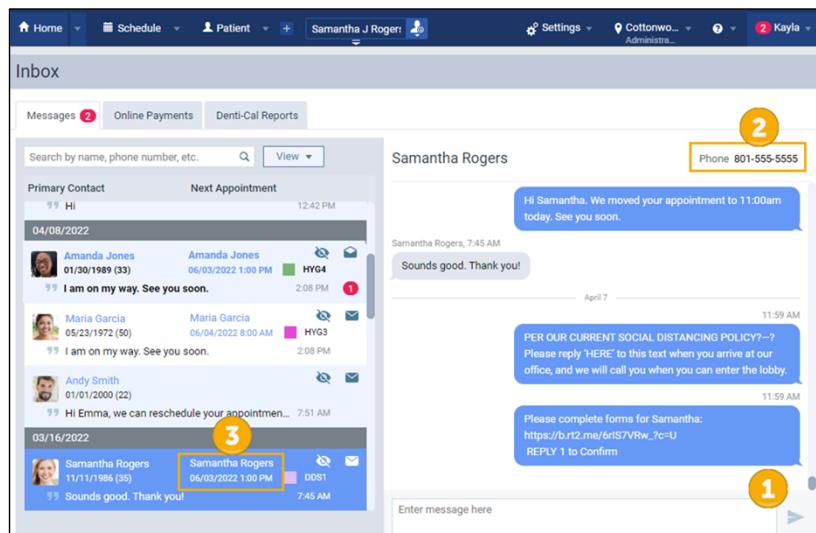 Home
Schedule
Patient
+
Samantha J Roger
Settings
Cottonwo...
Administra...
?
2 Kayla
Inbox
Messages 2
Online Payments
Denti-Cal Reports
2
Search by name, phone number, etc.
View
Samantha Rogers
Phone 801-555-5555
Primary Contact
Next Appointment
Hi
12:42 PM
04/08/2022
Amanda Jones
Amanda Jones
01/30/1989 (33)
06/03/2022 1:00 PM
HYG4
I am on my way. See you soon.
2:08 PM
1
Maria Garcia
Maria Garcia
05/23/1972 (50)
06/04/2022 8:00 AM
HYG3
I am on my way. See you soon.
2:08 PM
Andy Smith
01/01/2000 (22)
Hi Emma, we can reschedule your appointmen...
7:51 AM
03/16/2022
3
Samantha Rogers
Samantha Rogers
11/11/1986 (35)
06/03/2022 1:00 PM
DDS1
Sounds good. Thank you!
7:45 AM
Hi Samantha. We moved your appointment to 11:00am
today. See you soon.
Samantha Rogers, 7:45 AM
Sounds good. Thank you!
April 7
11:59 AM
PER OUR CURRENT SOCIAL DISTANCING POLICY?—?
Please reply 'HERE' to this text when you arrive at our
office, and we will call you when you can enter the lobby.
11:59 AM
Please complete forms for Samantha:
https://b.rt2.me/6rIS7VRw_?c=U
REPLY 1 to Confirm
1
Enter message here